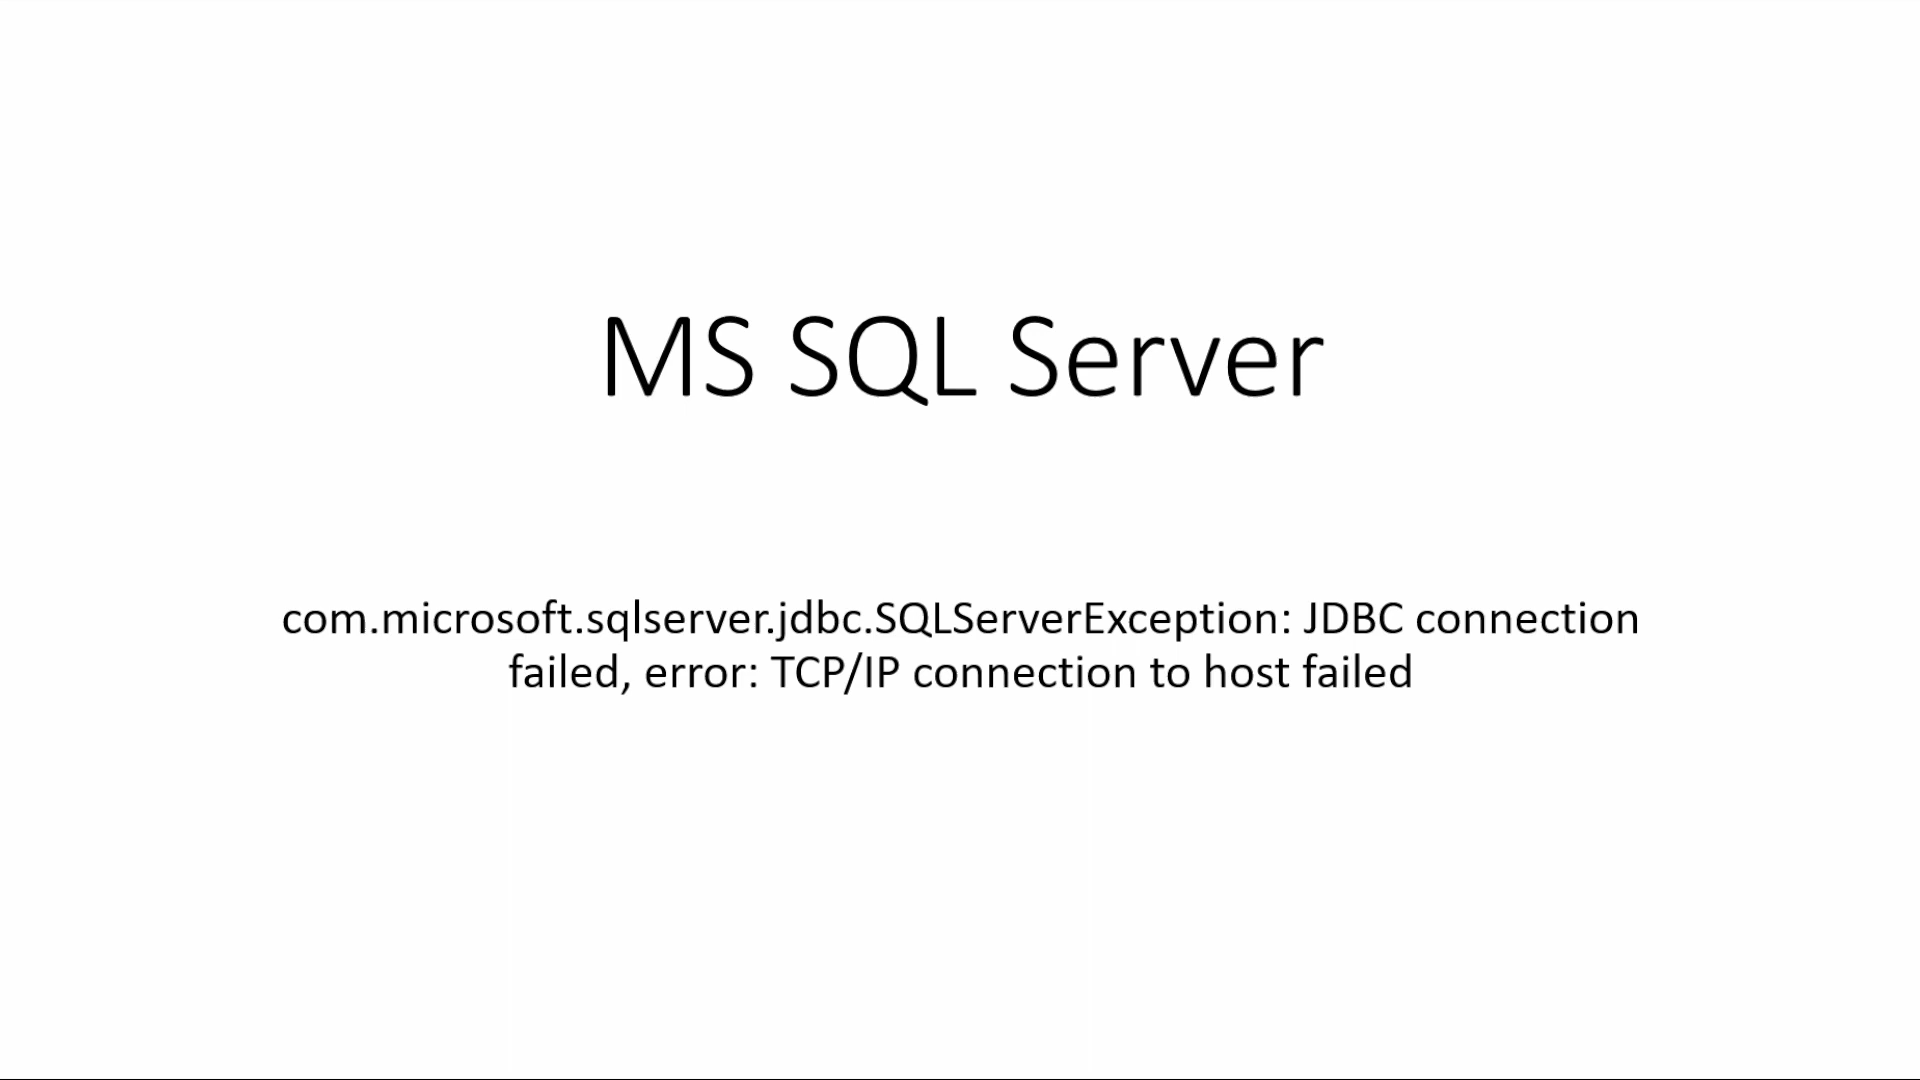 MS SQL Server
com.microsoft.sqlserver.jdbc.SQLServerException: JDBC connection
failed, error: TCP/IP connection to host failed